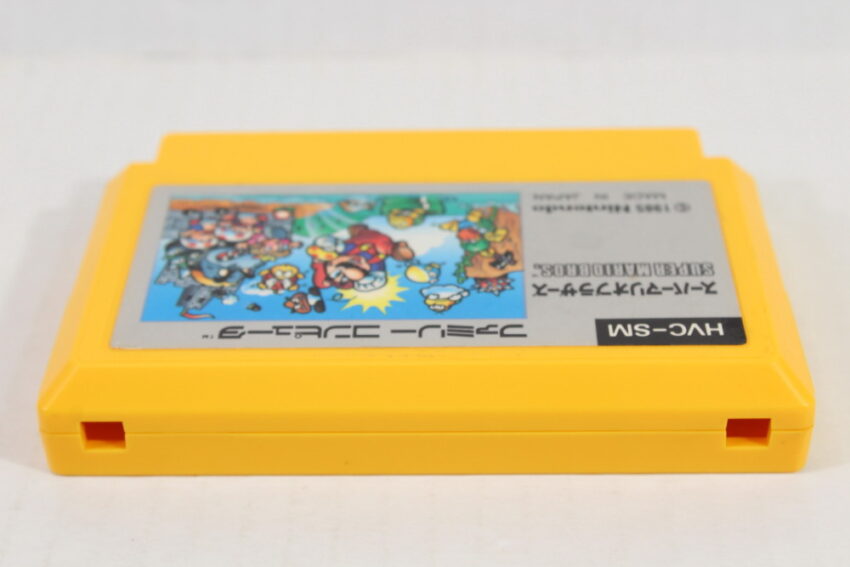 HVC-SM
ファミリー コンピュータ™
スーパーマリオブラザーズ
SUPER MARIO BROS.™
© 1985 Nintendo
MADE IN JAPAN